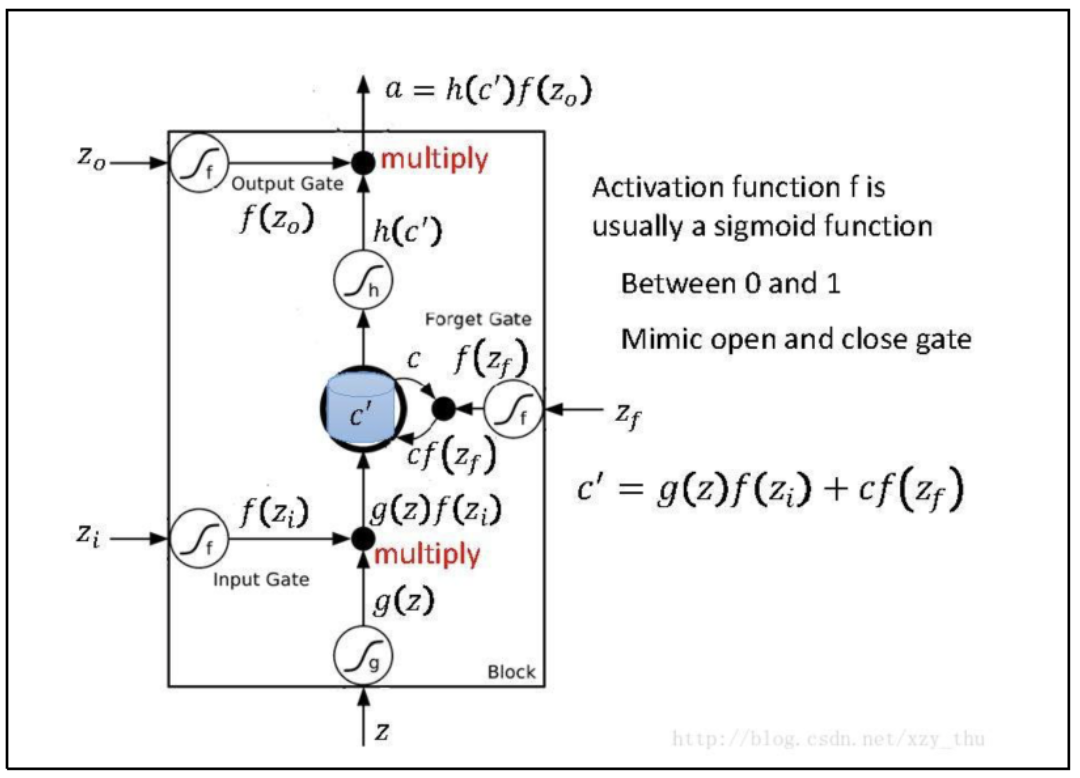 a = h(c′)f(z_o)
z_o
f
multiply
Output Gate
f(z_o)
h(c′)
h
Activation function f is
usually a sigmoid function
Between 0 and 1
Mimic open and close gate
Forget Gate
c
f(z_f)
c′
f
z_f
cf(z_f)
c′ = g(z)f(z_i) + cf(z_f)
f(z_i)
g(z)f(z_i)
z_i
f
multiply
Input Gate
g(z)
g
Block
z
http://blog.csdn.net/xzy_thu